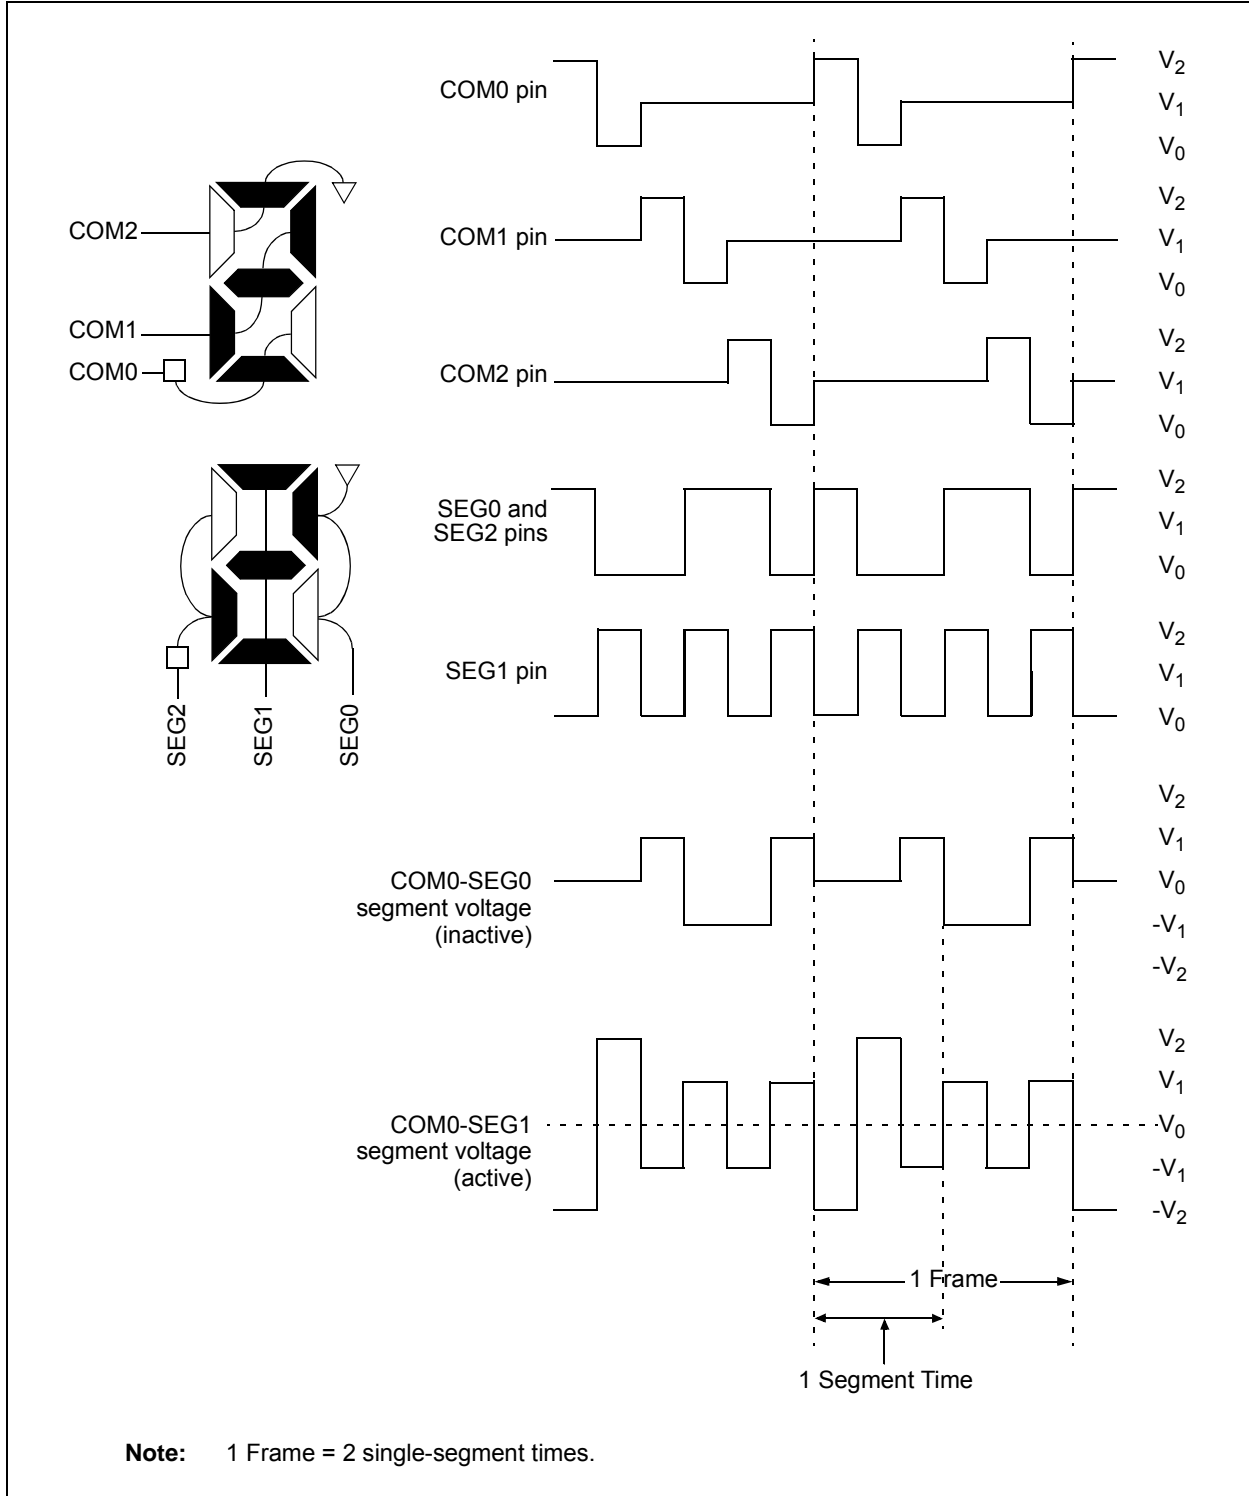 COM0 pin
V2
V1
V0
COM2
COM1
COM0
COM1 pin
V2
V1
V0
COM2 pin
V2
V1
V0
SEG0 and
SEG2 pins
V2
V1
V0
SEG1 pin
V2
V1
V0
SEG2
SEG1
SEG0
COM0-SEG0
segment voltage
(inactive)
V2
V1
V0
-V1
-V2
COM0-SEG1
segment voltage
(active)
V2
V1
V0
-V1
-V2
1 Frame
1 Segment Time
Note: 1 Frame = 2 single-segment times.